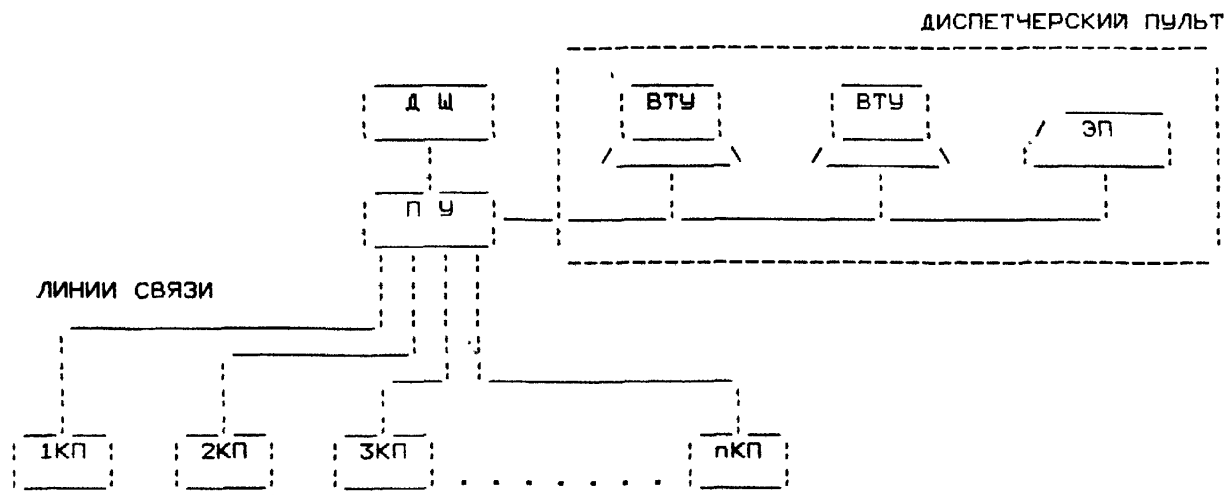 ДИСПЕТЧЕРСКИЙ ПУЛЬТ
Д Щ
ВТУ
ВТУ
ЭП
П У
ЛИНИИ СВЯЗИ
1КП
2КП
3КП
. . . . . . .
nКП